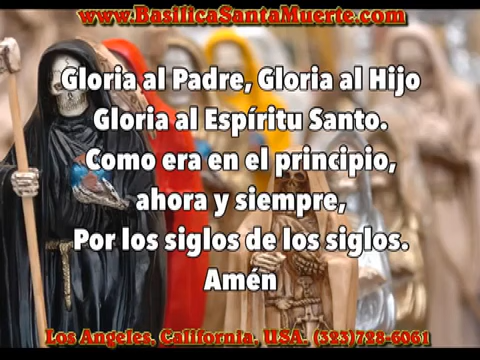 www.BasilicaSantaMuerte.com
Gloria al Padre, Gloria al Hijo
Gloria al Espíritu Santo.
Como era en el principio,
ahora y siempre,
Por los siglos de los siglos.
Amén
Los Angeles, California. USA. (323)728-6061